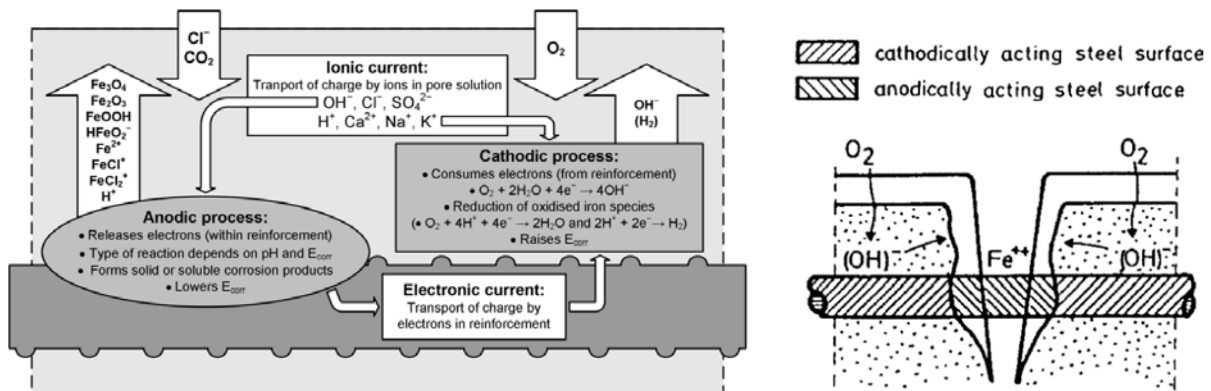 Cl⁻
CO₂
O₂
Fe₃O₄
Fe₂O₃
FeOOH
HFeO₂⁻
Fe²⁺
FeCl⁺
FeCl₂⁺
H⁺
Ionic current:
Tranport of charge by ions in pore solution
OH⁻, Cl⁻, SO₄²⁻
H⁺, Ca²⁺, Na⁺, K⁺
OH⁻
(H₂)
Cathodic process:
• Consumes electrons (from reinforcement)
• O₂ + 2H₂O + 4e⁻ → 4OH⁻
• Reduction of oxidised iron species
(• O₂ + 4H⁺ + 4e⁻ → 2H₂O and 2H⁺ + 2e⁻ → H₂)
• Raises E_corr
Anodic process:
• Releases electrons (within reinforcement)
• Type of reaction depends on pH and E_corr
• Forms solid or soluble corrosion products
• Lowers E_corr
Electronic current:
Transport of charge by
electrons in reinforcement
cathodically acting steel surface
anodically acting steel surface
O₂
O₂
(OH)⁻
Fe⁺⁺
(OH)⁻